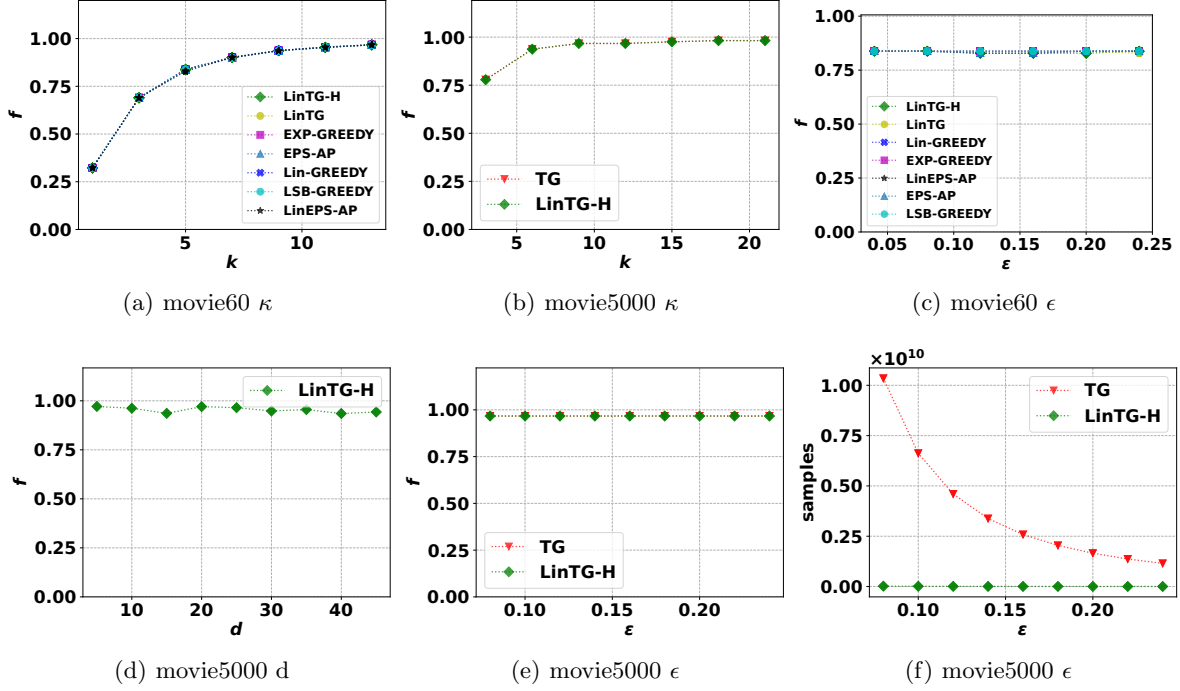 1.00
0.75
0.50
0.25
0.00
f
5
10
k
LinTG-H
LinTG
EXP-GREEDY
EPS-AP
Lin-GREEDY
LSB-GREEDY
LinEPS-AP
(a) movie60 κ
1.00
0.75
0.50
0.25
0.00
f
5
10
15
20
k
TG
LinTG-H
(b) movie5000 κ
1.00
0.75
0.50
0.25
0.00
f
0.05
0.10
0.15
0.20
0.25
ε
LinTG-H
LinTG
Lin-GREEDY
EXP-GREEDY
LinEPS-AP
EPS-AP
LSB-GREEDY
(c) movie60 ϵ
1.00
0.75
0.50
0.25
0.00
f
10
20
30
40
d
LinTG-H
(d) movie5000 d
1.00
0.75
0.50
0.25
0.00
f
0.10
0.15
0.20
ε
TG
LinTG-H
(e) movie5000 ϵ
×10¹⁰
1.00
0.75
0.50
0.25
0.00
samples
0.10
0.15
0.20
ε
TG
LinTG-H
(f) movie5000 ϵ